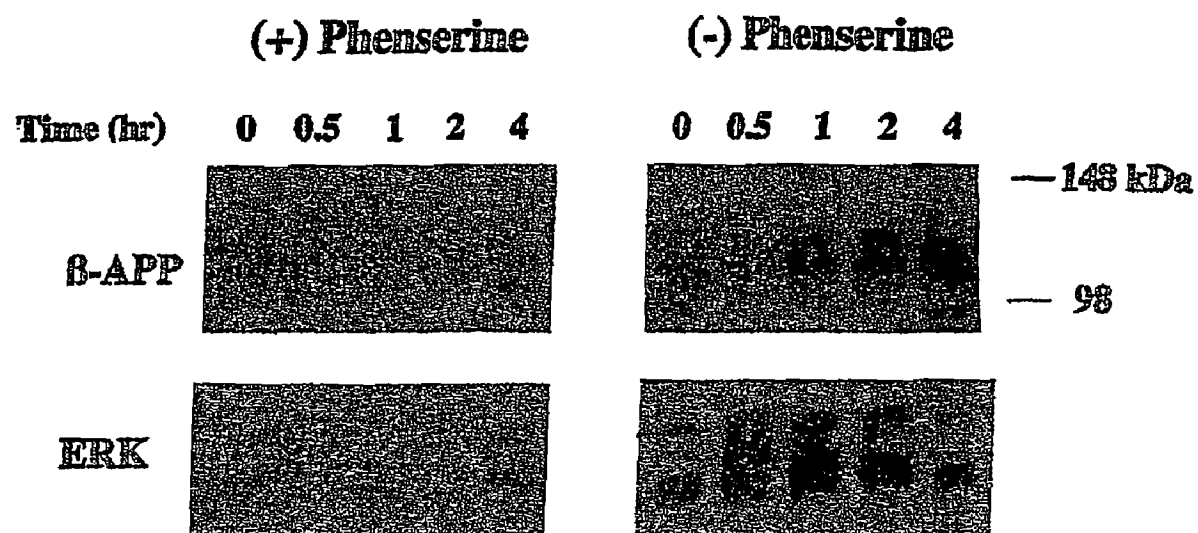 (+) Phenserine (-) Phenserine
Time (hr) 0 0.5 1 2 4 0 0.5 1 2 4
148 kDa
ß-APP
98
ERK